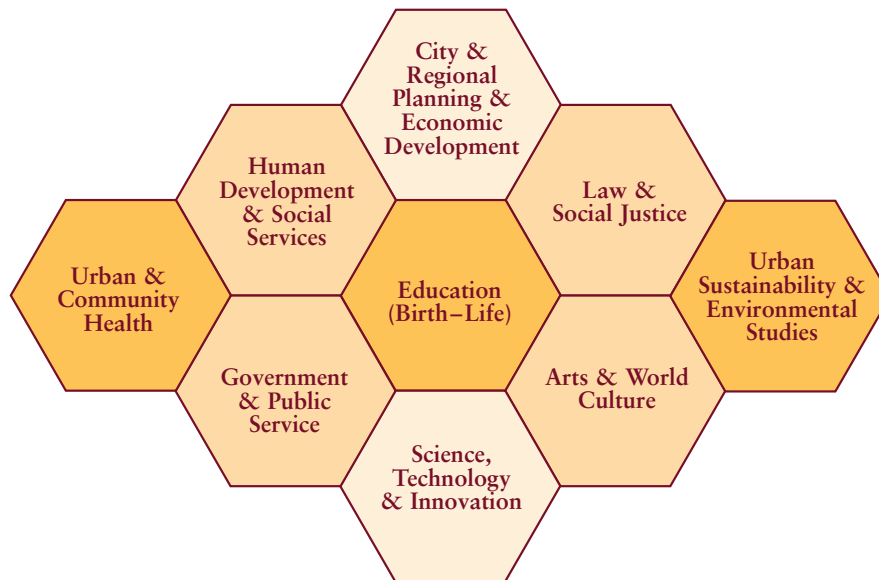 City &
Regional
Planning &
Economic
Development
Human
Development
& Social
Services
Law &
Social Justice
Urban &
Community
Health
Education
(Birth–Life)
Urban
Sustainability &
Environmental
Studies
Government
& Public
Service
Arts & World
Culture
Science,
Technology
& Innovation